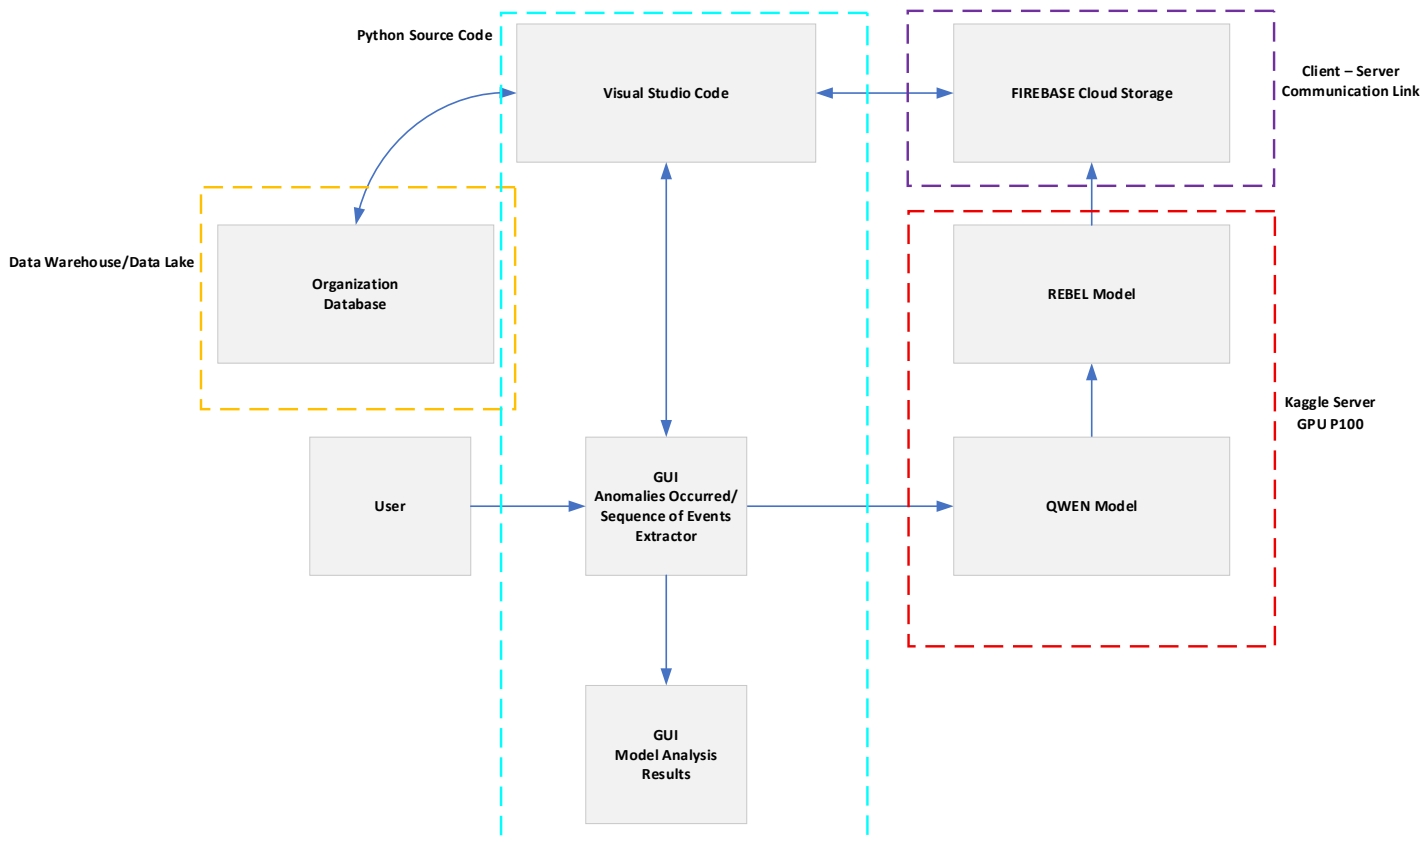 Python Source Code
Visual Studio Code
FIREBASE Cloud Storage
Client – Server
Communication Link
Data Warehouse/Data Lake
Organization
Database
REBEL Model
Kaggle Server
GPU P100
User
GUI
Anomalies Occurred/
Sequence of Events
Extractor
QWEN Model
GUI
Model Analysis
Results